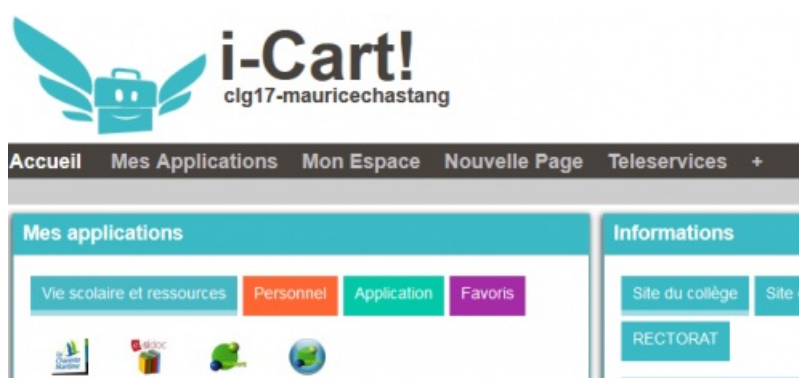 i-Cart!
clg17-mauricechastang
Accueil Mes Applications Mon Espace Nouvelle Page Teleservices +
Mes applications
Vie scolaire et ressources Personnel Application Favoris
Informations
Site du collège Site
RECTORAT